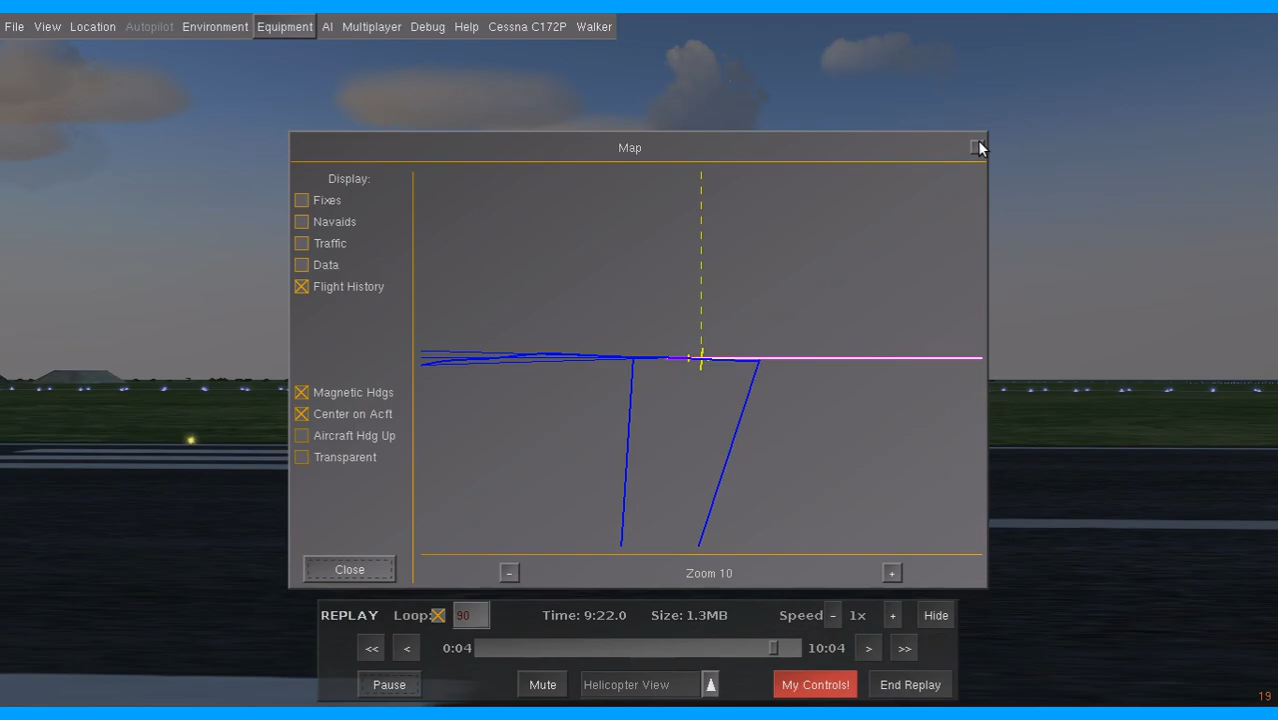 File View Location Autopilot Environment Equipment AI Multiplayer Debug Help Cessna C172P Walker
Map
Display:
Fixes
Navaids
Traffic
Data
Flight History
Magnetic Hdgs
Center on Acft
Aircraft Hdg Up
Transparent
Close
- Zoom 10 +
REPLAY Loop: 90 Time: 9:22.0 Size: 1.3MB Speed - 1x + Hide
<< < 0:04 10:04 > >>
Pause Mute Helicopter View My Controls! End Replay
19